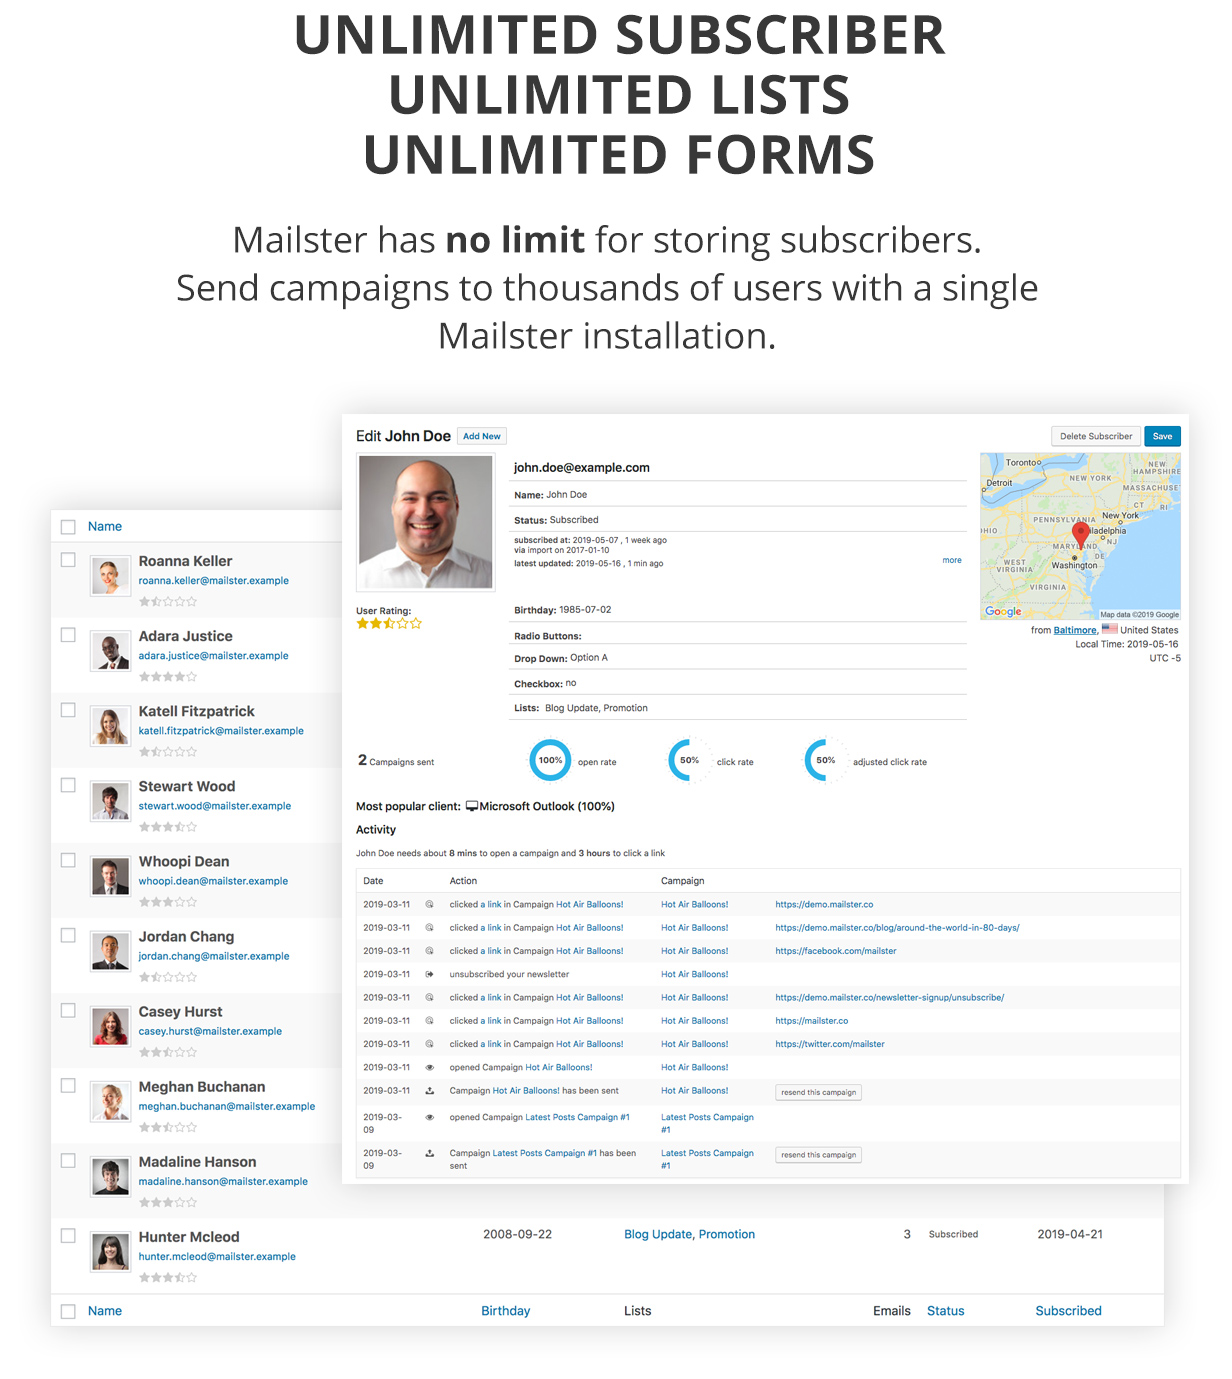 UNLIMITED SUBSCRIBER
UNLIMITED LISTS
UNLIMITED FORMS
Mailster has no limit for storing subscribers.
Send campaigns to thousands of users with a single
Mailster installation.
Edit John Doe Add New Delete Subscriber Save
john.doe@example.com
Name: John Doe
Status: Subscribed
subscribed at: 2019-05-07 , 1 week ago
via import on 2017-01-10
latest updated: 2019-05-16 , 1 min ago
more
User Rating:
Birthday: 1985-07-02
Radio Buttons:
Drop Down: Option A
Checkbox: no
Lists: Blog Update, Promotion
Toronto
Detroit
NEW YORK
NEW
HAMPSHIRE
MASSACHUSE
CT RI
PENNSYLVANIA
New York
OHIO
iladelphia
MARYLAND
NJ
DE
WEST
VIRGINIA
Washington
VIRGINIA
Google
Map data ©2019 Google
from Baltimore, United States
Local Time: 2019-05-16
UTC -5
2 Campaigns sent
100% open rate
50% click rate
50% adjusted click rate
Most popular client: Microsoft Outlook (100%)
Activity
John Doe needs about 8 mins to open a campaign and 3 hours to click a link
Date Action Campaign
2019-03-11 clicked a link in Campaign Hot Air Balloons! Hot Air Balloons! https://demo.mailster.co
2019-03-11 clicked a link in Campaign Hot Air Balloons! Hot Air Balloons! https://demo.mailster.co/blog/around-the-world-in-80-days/
2019-03-11 clicked a link in Campaign Hot Air Balloons! Hot Air Balloons! https://facebook.com/mailster
2019-03-11 unsubscribed your newsletter Hot Air Balloons!
2019-03-11 clicked a link in Campaign Hot Air Balloons! Hot Air Balloons! https://demo.mailster.co/newsletter-signup/unsubscribe/
2019-03-11 clicked a link in Campaign Hot Air Balloons! Hot Air Balloons! https://mailster.co
2019-03-11 clicked a link in Campaign Hot Air Balloons! Hot Air Balloons! https://twitter.com/mailster
2019-03-11 opened Campaign Hot Air Balloons!
2019-03-11 Campaign Hot Air Balloons! has been sent Hot Air Balloons! resend this campaign
2019-03- opened Campaign Latest Posts Campaign #1 Latest Posts Campaign
09 #1
2019-03- Campaign Latest Posts Campaign #1 has been Latest Posts Campaign resend this campaign
09 sent #1
Name
Roanna Keller
roanna.keller@mailster.example
Adara Justice
adara.justice@mailster.example
Katell Fitzpatrick
katell.fitzpatrick@mailster.example
Stewart Wood
stewart.wood@mailster.example
Whoopi Dean
whoopi.dean@mailster.example
Jordan Chang
jordan.chang@mailster.example
Casey Hurst
casey.hurst@mailster.example
Meghan Buchanan
meghan.buchanan@mailster.example
Madaline Hanson
madaline.hanson@mailster.example
Hunter Mcleod 2008-09-22 Blog Update, Promotion 3 Subscribed 2019-04-21
hunter.mcleod@mailster.example
Name Birthday Lists Emails Status Subscribed